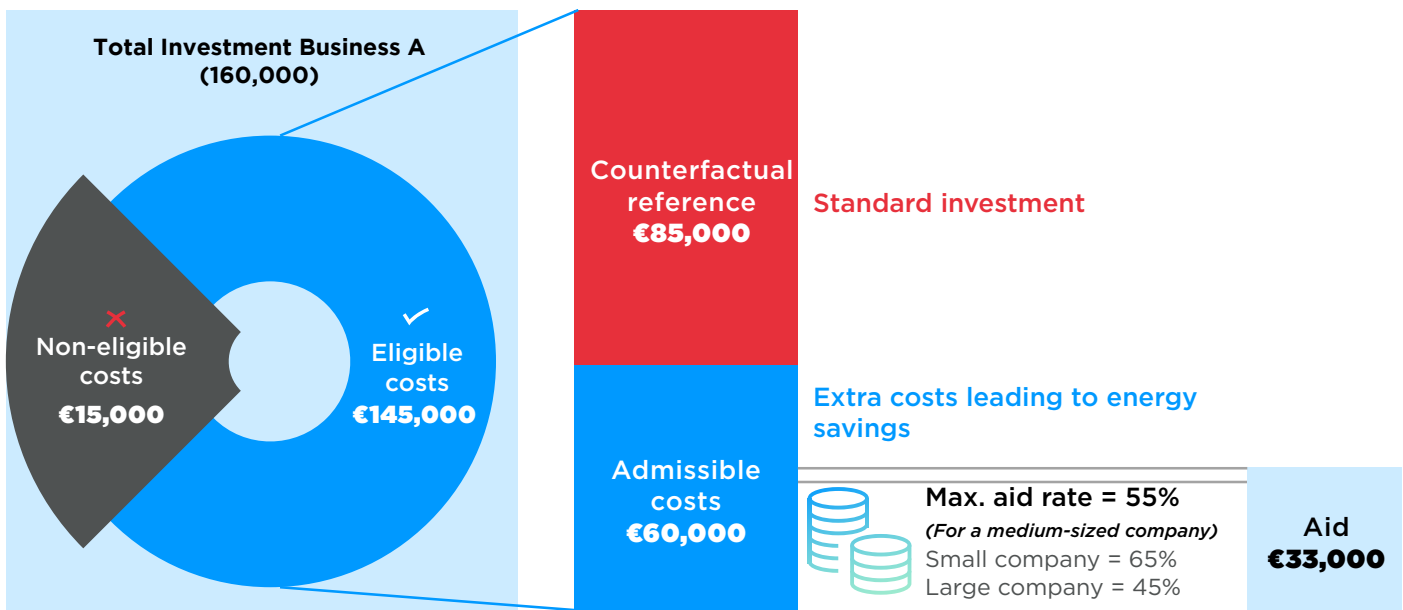 Total Investment Business A
(160,000)
Non-eligible
costs
€15,000
Eligible
costs
€145,000
Counterfactual
reference
€85,000
Standard investment
Admissible
costs
€60,000
Extra costs leading to energy
savings
Max. aid rate = 55%
(For a medium-sized company)
Small company = 65%
Large company = 45%
Aid
€33,000